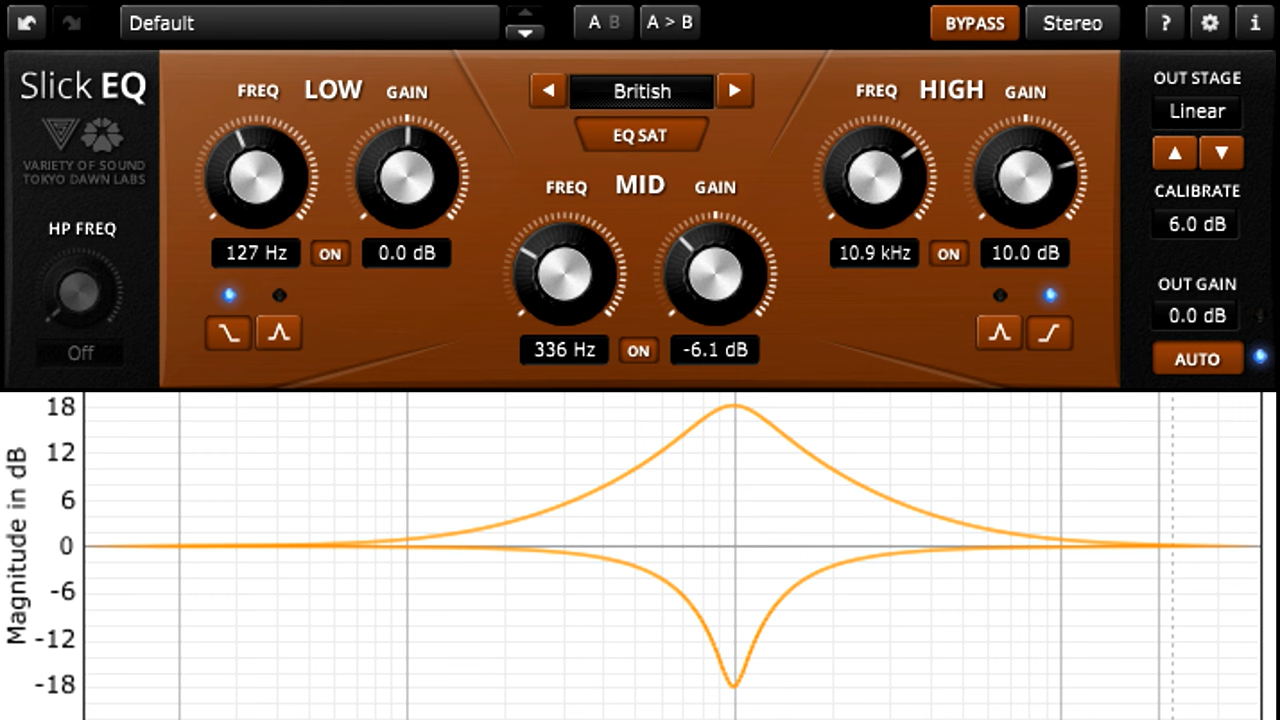 Default
A B
A > B
BYPASS
Stereo
?
i
Slick EQ
VARIETY OF SOUND
TOKYO DAWN LABS
HP FREQ
Off
FREQ LOW GAIN
127 Hz
ON
0.0 dB
British
EQ SAT
FREQ MID GAIN
336 Hz
ON
-6.1 dB
FREQ HIGH GAIN
10.9 kHz
ON
10.0 dB
OUT STAGE
Linear
CALIBRATE
6.0 dB
OUT GAIN
0.0 dB
AUTO
Magnitude in dB
18
12
6
0
-6
-12
-18